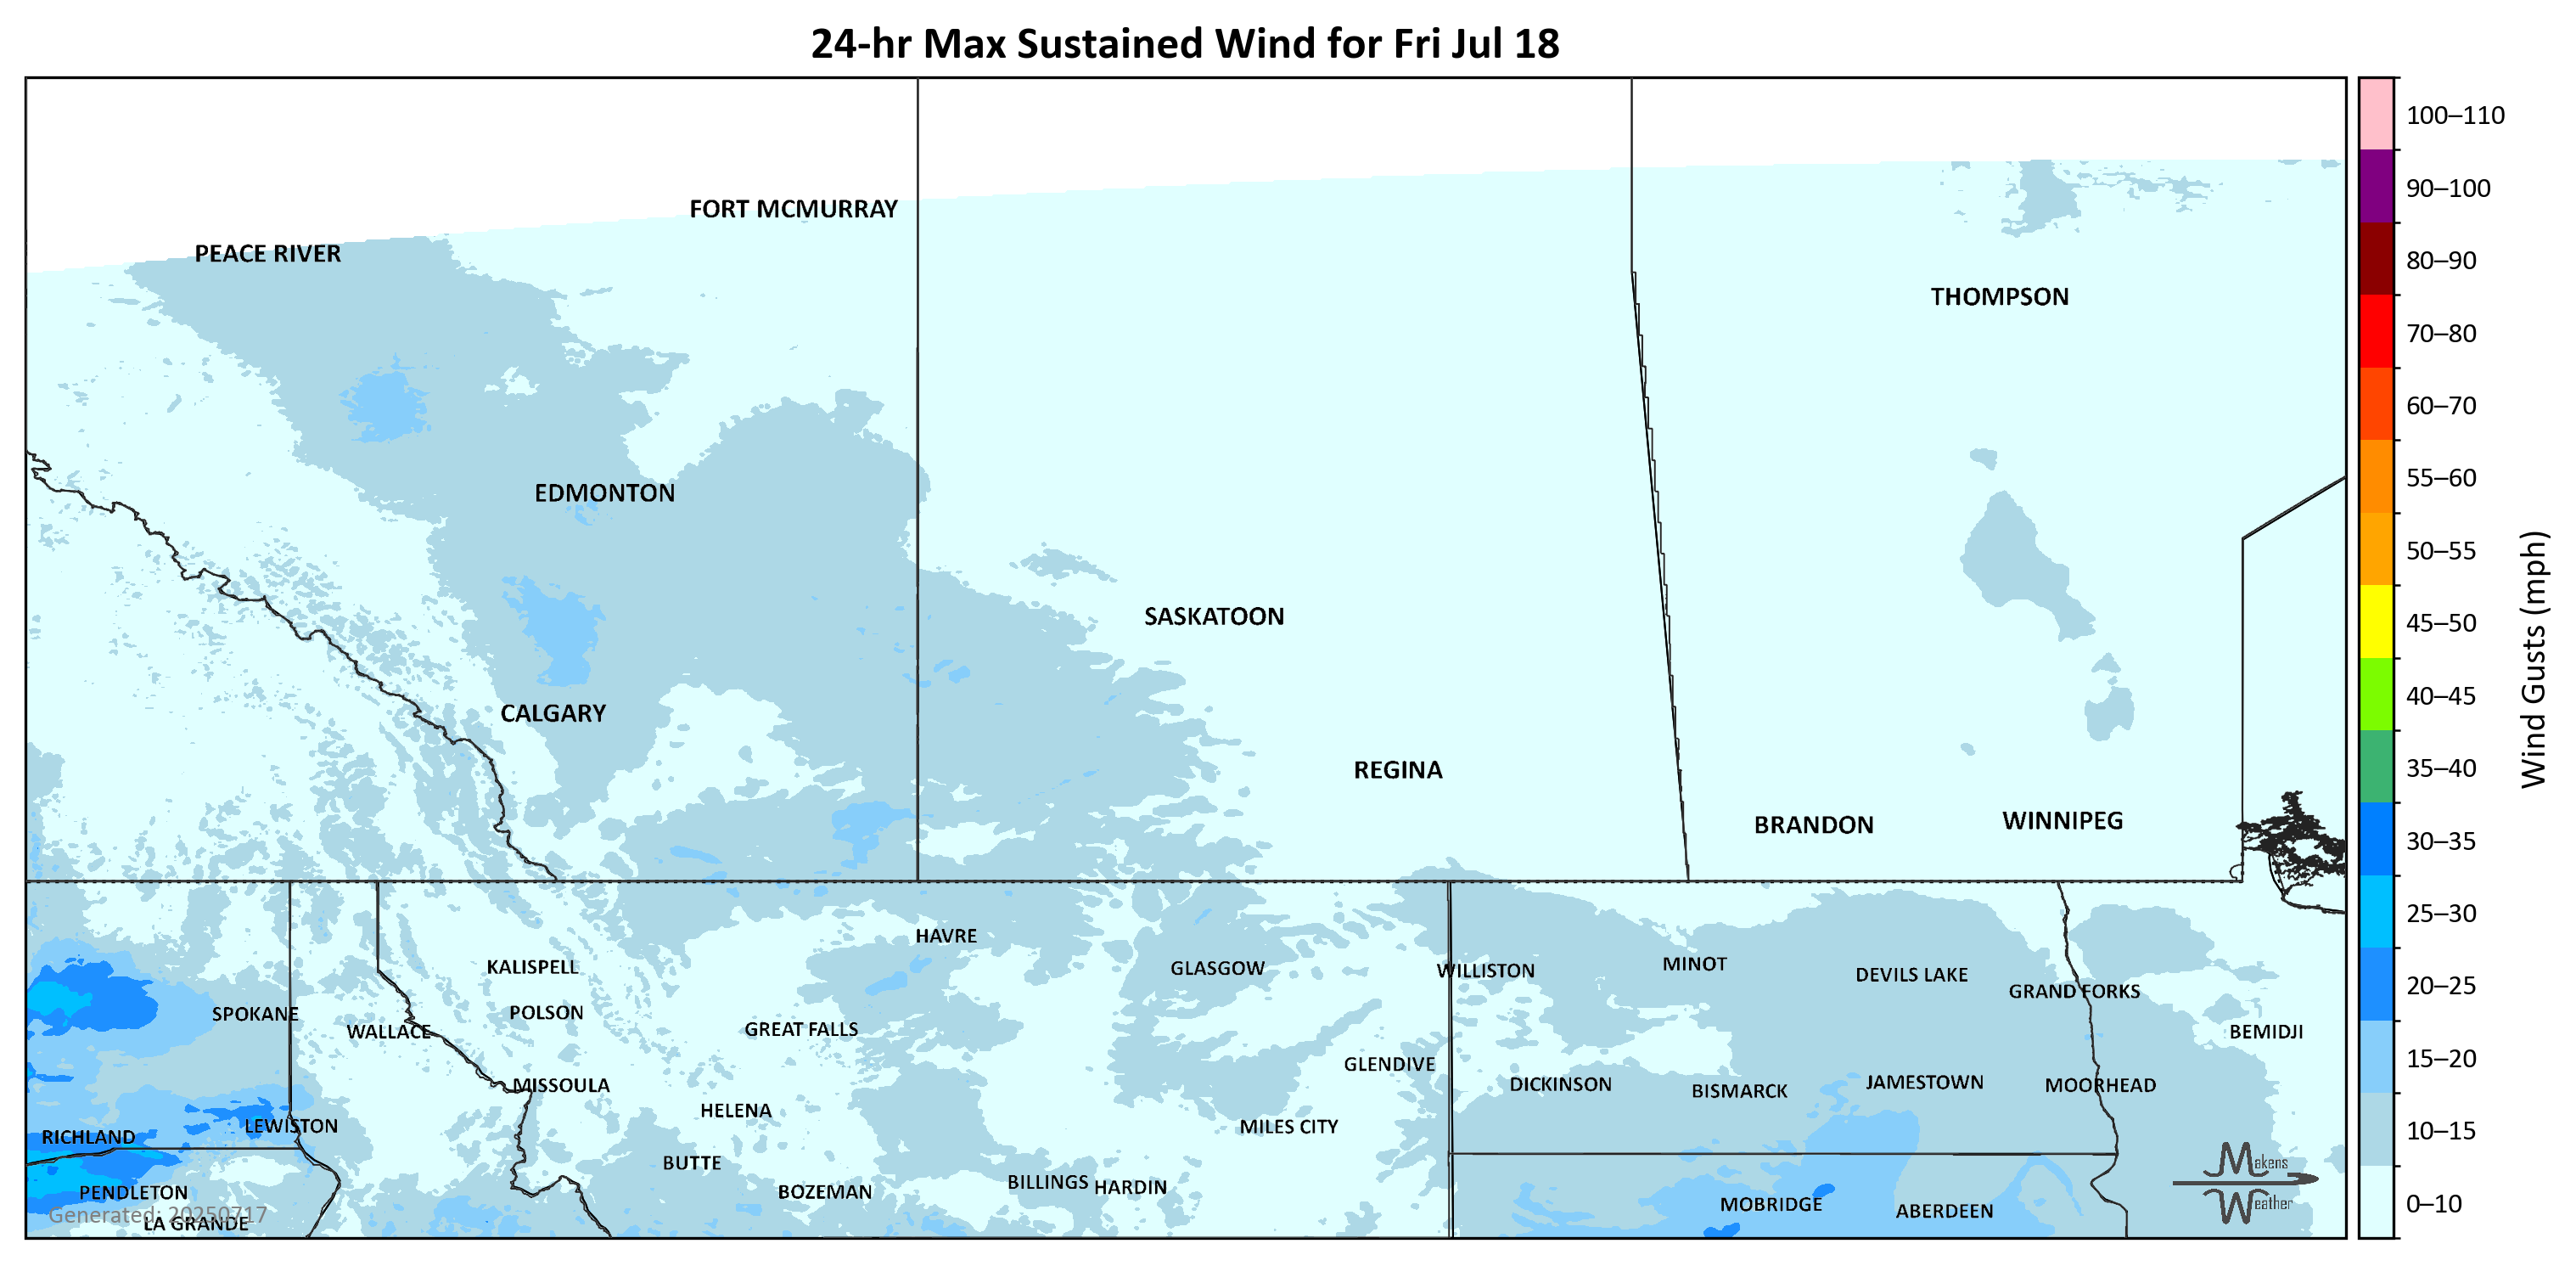 24-hr Max Sustained Wind for Fri Jul 18
100–110
90–100
80–90
70–80
60–70
55–60
50–55
45–50
40–45
35–40
30–35
25–30
20–25
15–20
10–15
0–10
Wind Gusts (mph)
FORT MCMURRAY
PEACE RIVER
THOMPSON
EDMONTON
SASKATOON
CALGARY
REGINA
BRANDON
WINNIPEG
HAVRE
KALISPELL
GLASGOW
WILLISTON
MINOT
DEVILS LAKE
GRAND FORKS
SPOKANE
POLSON
WALLACE
GREAT FALLS
BEMIDJI
GLENDIVE
MISSOULA
DICKINSON
BISMARCK
JAMESTOWN
MOORHEAD
HELENA
LEWISTON
MILES CITY
RICHLAND
BUTTE
PENDLETON
BOZEMAN
BILLINGS
HARDIN
MOBRIDGE
ABERDEEN
LA GRANDE
Generated: 20250717
Makens
Weather